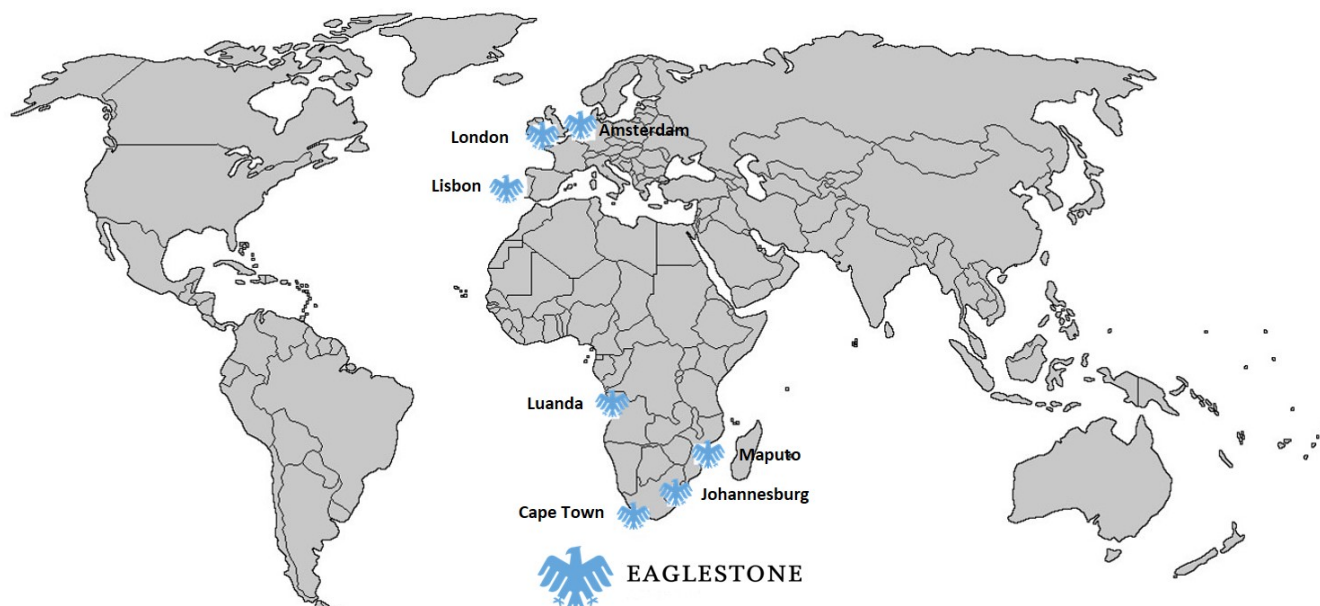 London
Amsterdam
Lisbon
Luanda
Maputo
Johannesburg
Cape Town
EAGLESTONE